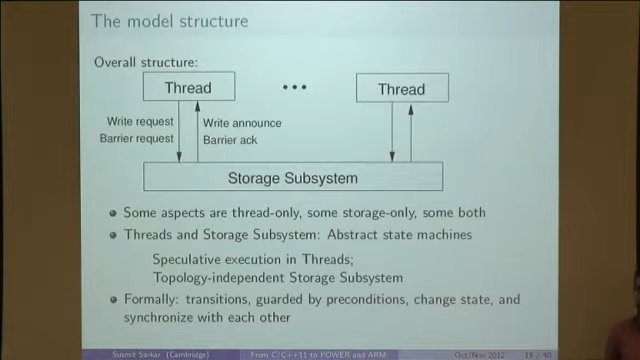 The model structure
Overall structure:
Thread
• • •
Thread
Write request
Barrier request
Write announce
Barrier ack
Storage Subsystem
Some aspects are thread-only, some storage-only, some both
Threads and Storage Subsystem: Abstract state machines
Speculative execution in Threads;
Topology-independent Storage Subsystem
Formally: transitions, guarded by preconditions, change state, and
synchronize with each other
Susmit Sarkar (Cambridge)
From C/C++11 to POWER and ARM
Oct/Nov 2012
19 / 40